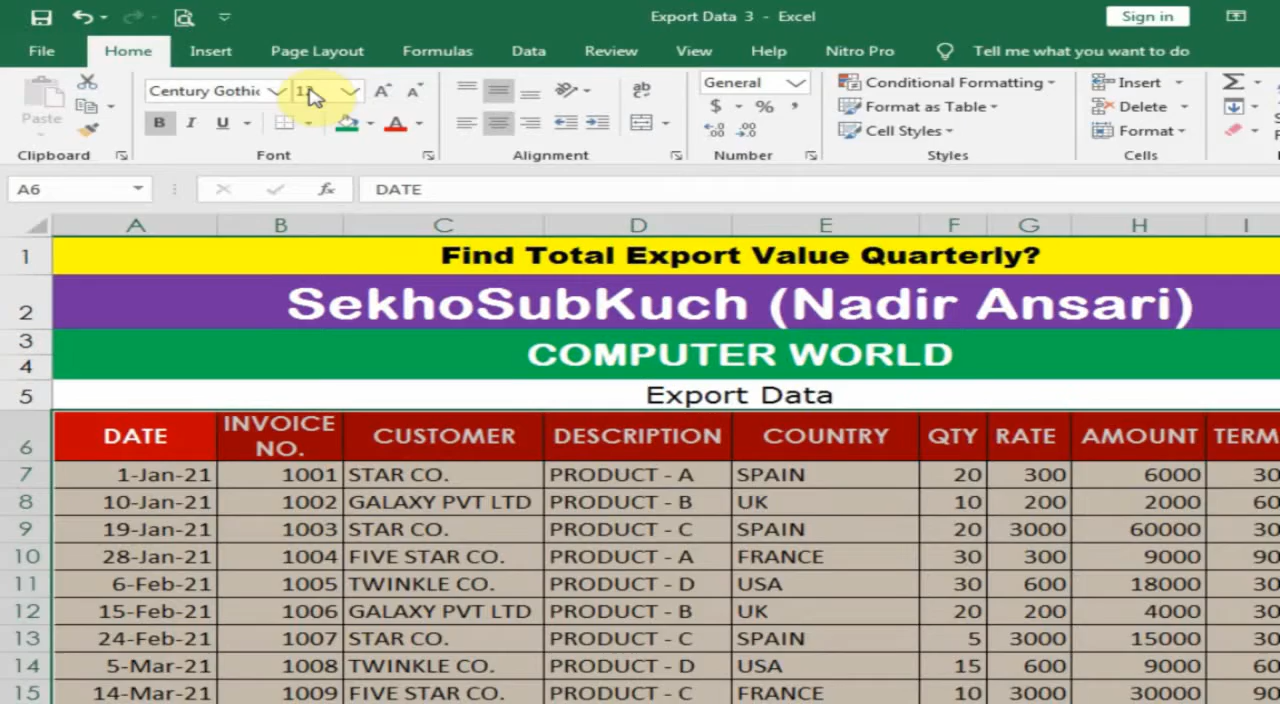 Export Data 3 - Excel
Sign in
File Home Insert Page Layout Formulas Data Review View Help Nitro Pro Tell me what you want to do
Century Gothic
General
Conditional Formatting
Insert
Paste
B I U
$ % ,
Format as Table
Delete
Cell Styles
Format
Clipboard Font Alignment Number Styles Cells
A6
fx
DATE
A B C D E F G H I
1 Find Total Export Value Quarterly?
2 SekhoSubKuch (Nadir Ansari)
3
4 COMPUTER WORLD
5 Export Data
6 DATE INVOICE NO. CUSTOMER DESCRIPTION COUNTRY QTY RATE AMOUNT TERM
7 1-Jan-21 1001 STAR CO. PRODUCT - A SPAIN 20 300 6000 30
8 10-Jan-21 1002 GALAXY PVT LTD PRODUCT - B UK 10 200 2000 60
9 19-Jan-21 1003 STAR CO. PRODUCT - C SPAIN 20 3000 60000 30
10 28-Jan-21 1004 FIVE STAR CO. PRODUCT - A FRANCE 30 300 9000 90
11 6-Feb-21 1005 TWINKLE CO. PRODUCT - D USA 30 600 18000 30
12 15-Feb-21 1006 GALAXY PVT LTD PRODUCT - B UK 20 200 4000 30
13 24-Feb-21 1007 STAR CO. PRODUCT - C SPAIN 5 3000 15000 30
14 5-Mar-21 1008 TWINKLE CO. PRODUCT - D USA 15 600 9000 60
15 14-Mar-21 1009 FIVE STAR CO. PRODUCT - C FRANCE 10 3000 30000 90